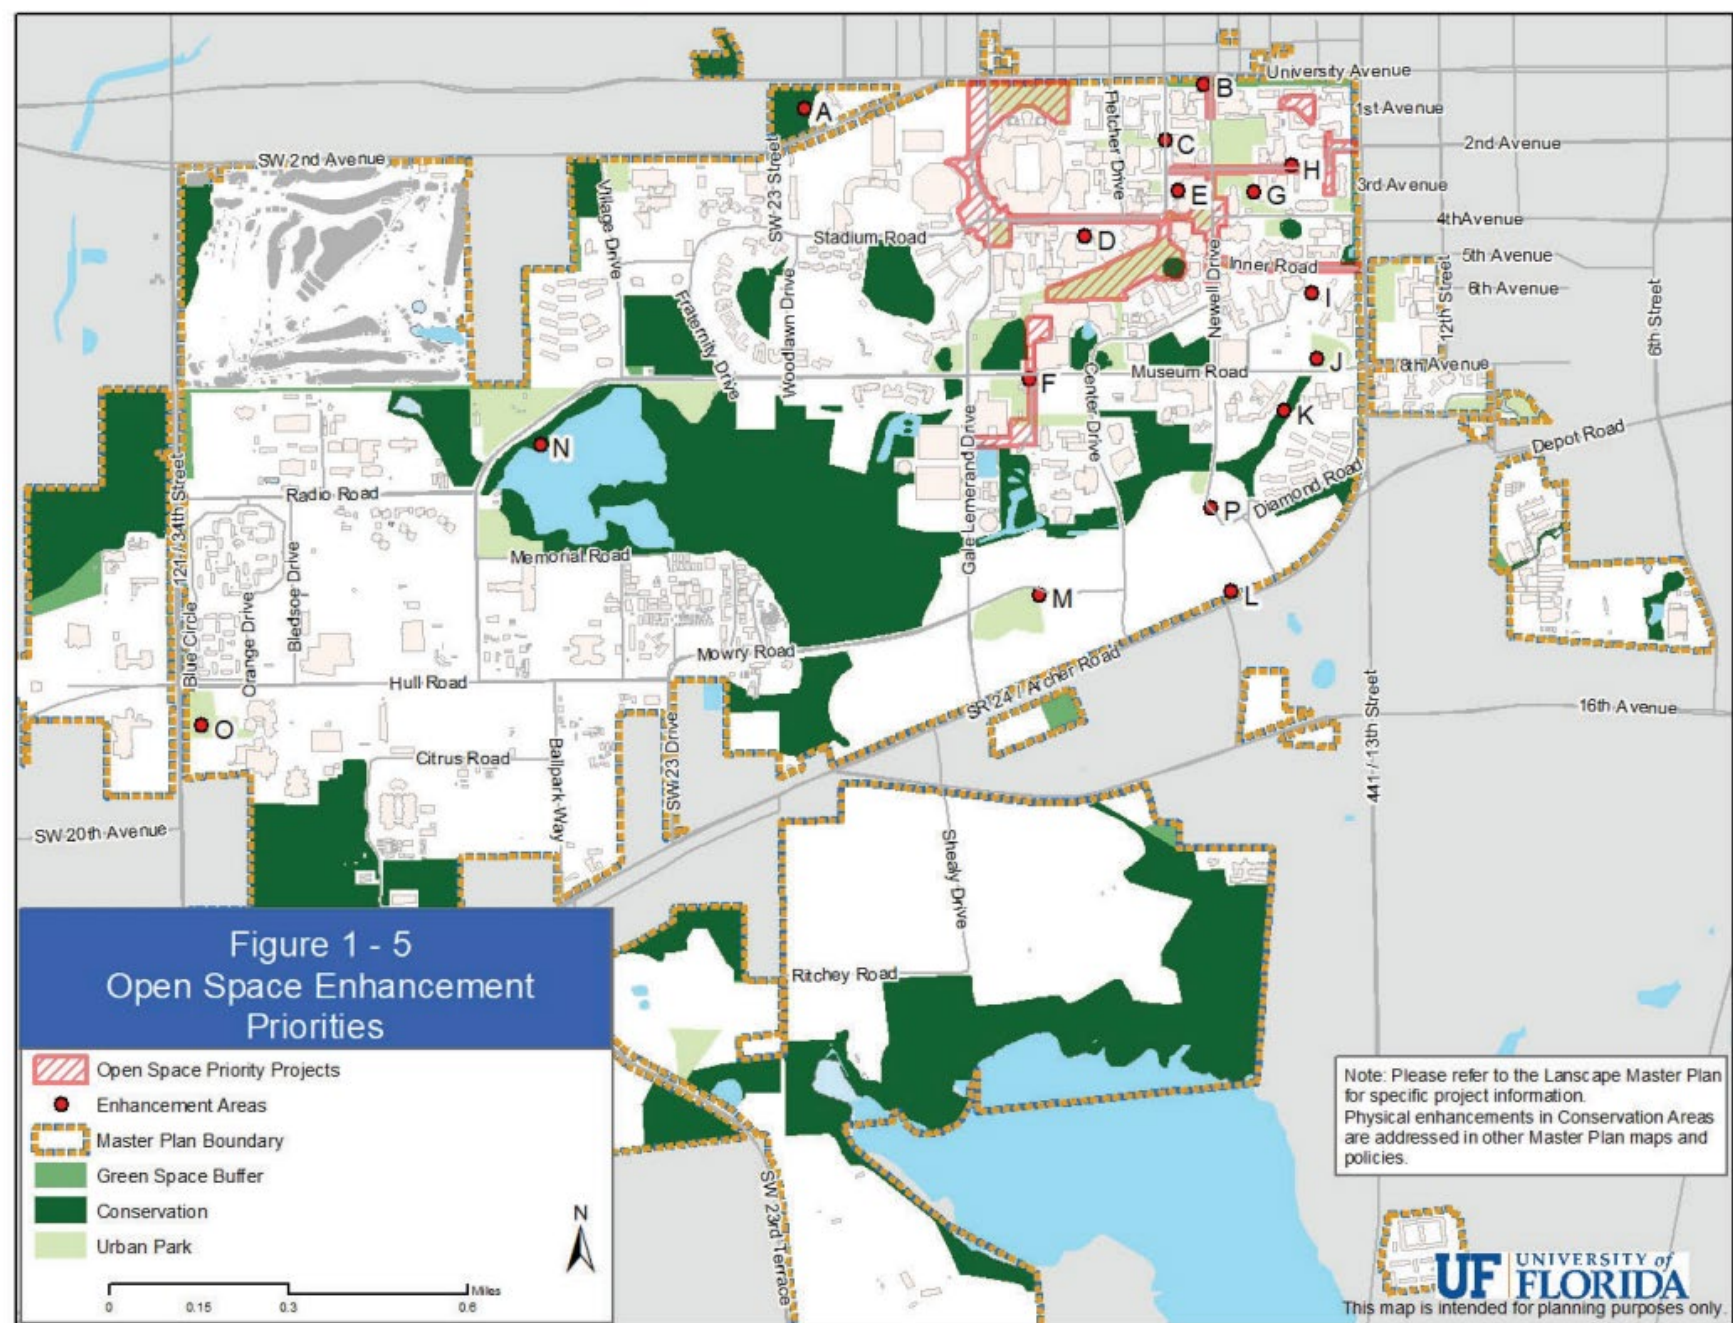 University Avenue
B
1st Avenue
A
Fletcher Drive
C
2nd Avenue
SW 2nd Avenue
H
3rd Avenue
E
G
Village Drive
SW 23 Street
4thAvenue
Stadium Road
D
5th Avenue
Inner Road
Newell Drive
12th Street
6th Avenue
I
6th Street
Fraternity Drive
Woodlawn Drive
J
8th Avenue
Museum Road
F
Center Drive
K
Gale Lemerand Drive
Depot Road
N
121 / 34th Street
Radio Road
Diamond Road
P
Memorial Road
Bledsoe Drive
M
L
Blue Circle
Orange Drive
Mowry Road
Hull Road
SR 24 / Archer Road
441 / 13th Street
16th Avenue
O
Citrus Road
Ballpark Way
SW 23 Drive
SW 20th Avenue
Shealy Drive
Ritchey Road
SW 23rd Terrace
Figure 1 - 5
Open Space Enhancement
Priorities
Open Space Priority Projects
Enhancement Areas
Master Plan Boundary
Green Space Buffer
Conservation
Urban Park
N
Miles
0 0.15 0.3 0.6
Note: Please refer to the Lanscape Master Plan
for specific project information.
Physical enhancements in Conservation Areas
are addressed in other Master Plan maps and
policies.
UF UNIVERSITY of
FLORIDA
This map is intended for planning purposes only.